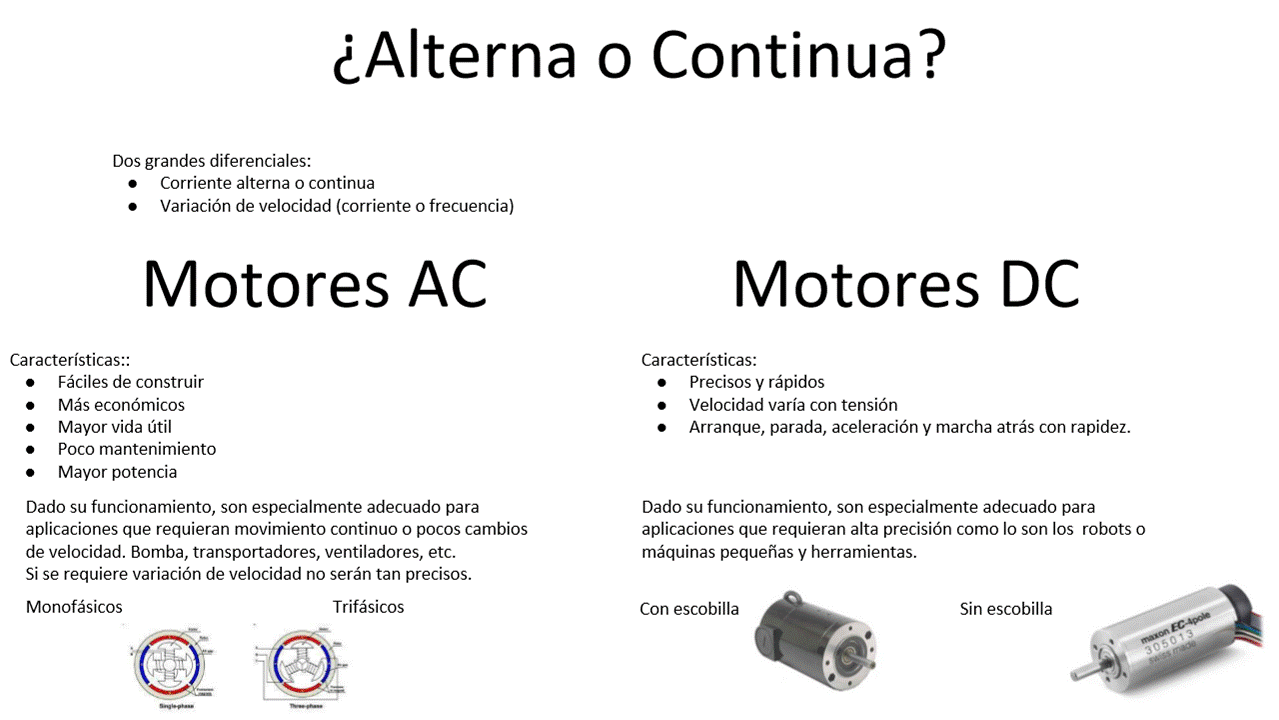 ¿Alterna o Continua?
Dos grandes diferenciales:
● Corriente alterna o continua
● Variación de velocidad (corriente o frecuencia)
Motores AC
Características::
● Fáciles de construir
● Más económicos
● Mayor vida útil
● Poco mantenimiento
● Mayor potencia
Dado su funcionamiento, son especialmente adecuado para
aplicaciones que requieran movimiento continuo o pocos cambios
de velocidad. Bomba, transportadores, ventiladores, etc.
Si se requiere variación de velocidad no serán tan precisos.
Monofásicos
Trifásicos
Single-phase
Three-phase
Motores DC
Características:
● Precisos y rápidos
● Velocidad varía con tensión
● Arranque, parada, aceleración y marcha atrás con rapidez.
Dado su funcionamiento, son especialmente adecuado para
aplicaciones que requieran alta precisión como lo son los robots o
máquinas pequeñas y herramientas.
Con escobilla
Sin escobilla
maxon EC-4pole
305013
swiss made